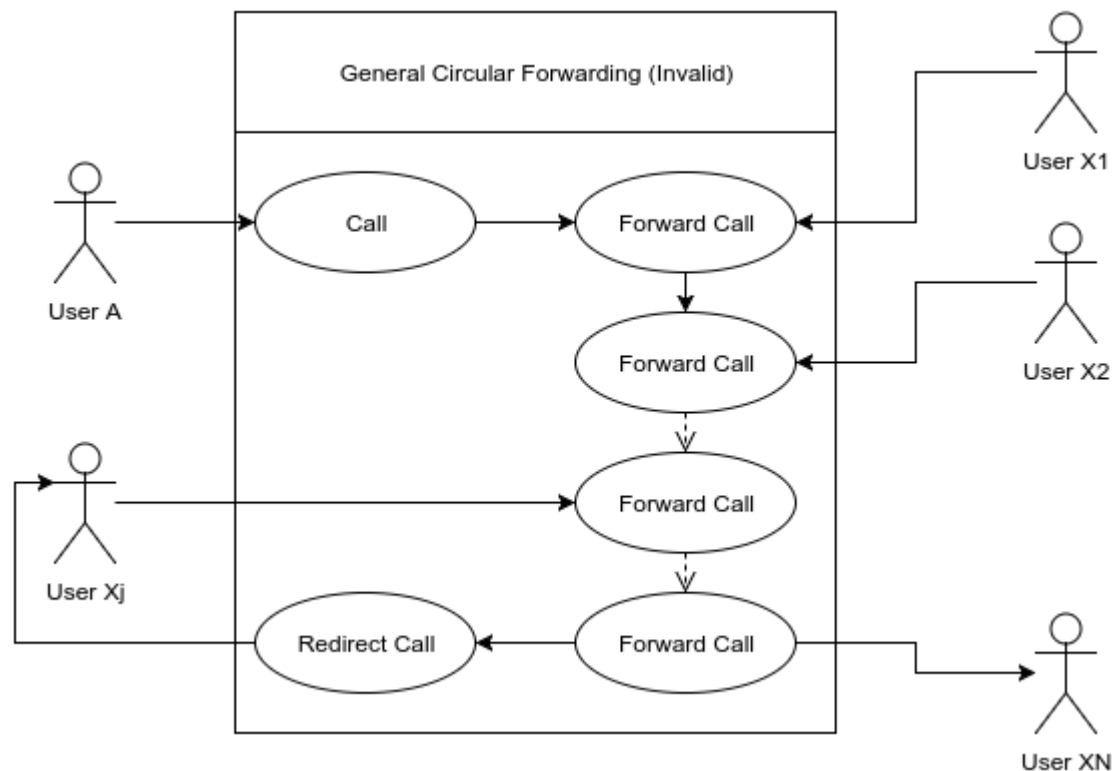 General Circular Forwarding (Invalid)
User X1
Call
Forward Call
User A
Forward Call
User X2
Forward Call
User Xj
Redirect Call
Forward Call
User XN